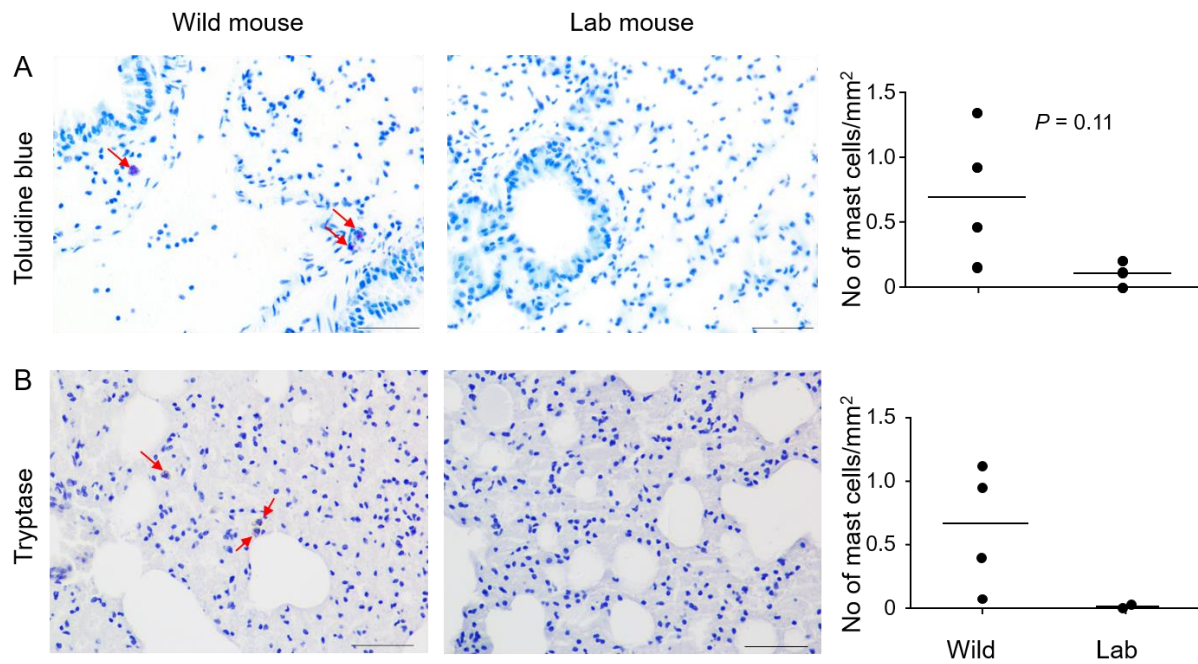 Wild mouse
Lab mouse
A
Toluidine blue
No of mast cells/mm²
1.5
1.0
0.5
0
P = 0.11
B
Tryptase
No of mast cells/mm²
1.5
1.0
0.5
0
Wild
Lab